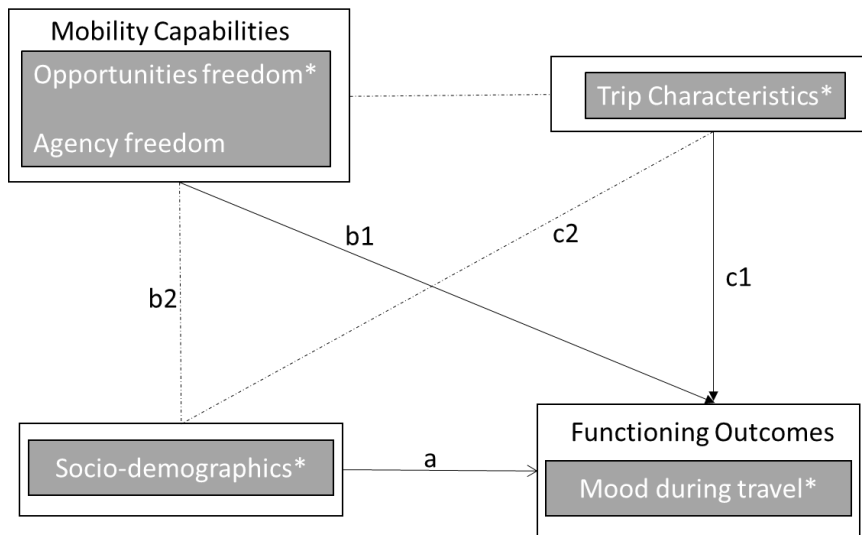 Mobility Capabilities
Opportunities freedom*
Agency freedom
Trip Characteristics*
b1
c2
c1
b2
Socio-demographics*
a
Functioning Outcomes
Mood during travel*